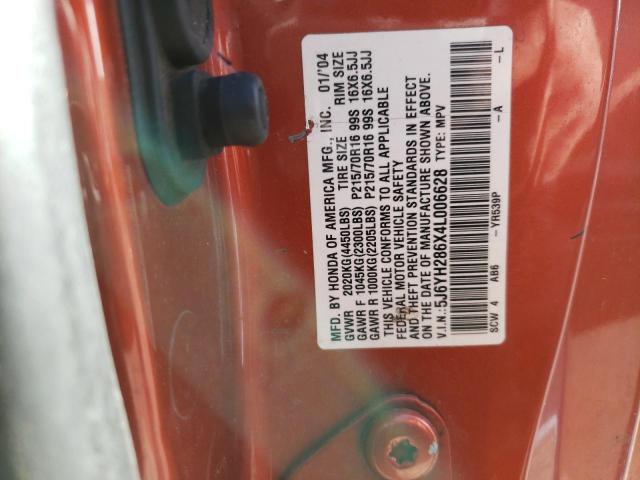 MFD. BY HONDA OF AMERICA MFG., INC. 01/'04
TIRE SIZE RIM SIZE
GVWR 2020KG(4450LBS)
GAWR F 1045KG(2300LBS) P215/70R16 99S 16X6.5JJ
GAWR R 1000KG(2205LBS) P215/70R16 99S 16X6.5JJ
THIS VEHICLE CONFORMS TO ALL APPLICABLE
FEDERAL MOTOR VEHICLE SAFETY
AND THEFT PREVENTION STANDARDS IN EFFECT
ON THE DATE OF MANUFACTURE SHOWN ABOVE.
V.I.N.: 5J6YH286X4L006628 TYPE: MPV
SCW 4 AB6 -YR539P -A -L